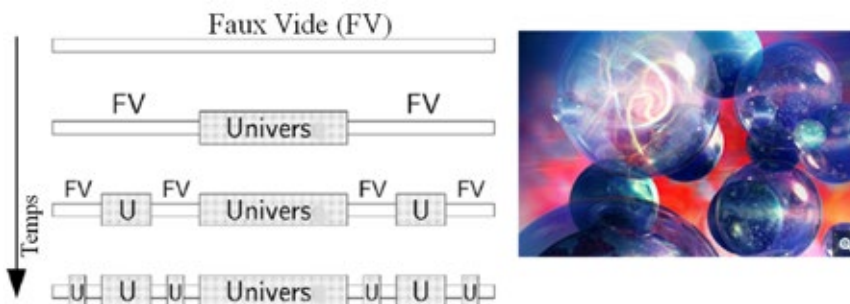 Faux Vide (FV)
FV FV
Univers
FV FV FV FV
U Univers U
U U U Univers U U U
Temps